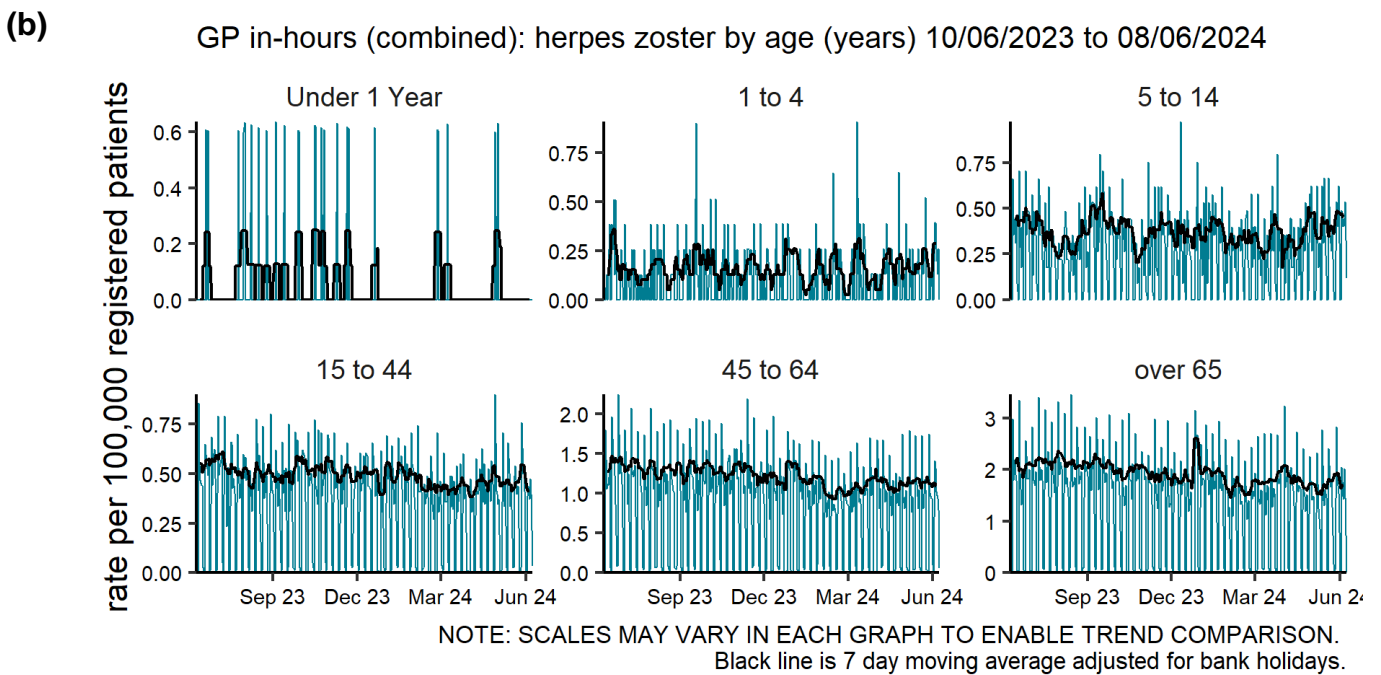 (b)
GP in-hours (combined): herpes zoster by age (years) 10/06/2023 to 08/06/2024
rate per 100,000 registered patients
Under 1 Year
0.6
0.4
0.2
0.0
1 to 4
0.75
0.50
0.25
0.00
5 to 14
0.75
0.50
0.25
0.00
15 to 44
0.75
0.50
0.25
0.00
Sep 23 Dec 23 Mar 24 Jun 24
45 to 64
2.0
1.5
1.0
0.5
0.0
Sep 23 Dec 23 Mar 24 Jun 24
over 65
3
2
1
0
Sep 23 Dec 23 Mar 24 Jun 2
NOTE: SCALES MAY VARY IN EACH GRAPH TO ENABLE TREND COMPARISON.
Black line is 7 day moving average adjusted for bank holidays.